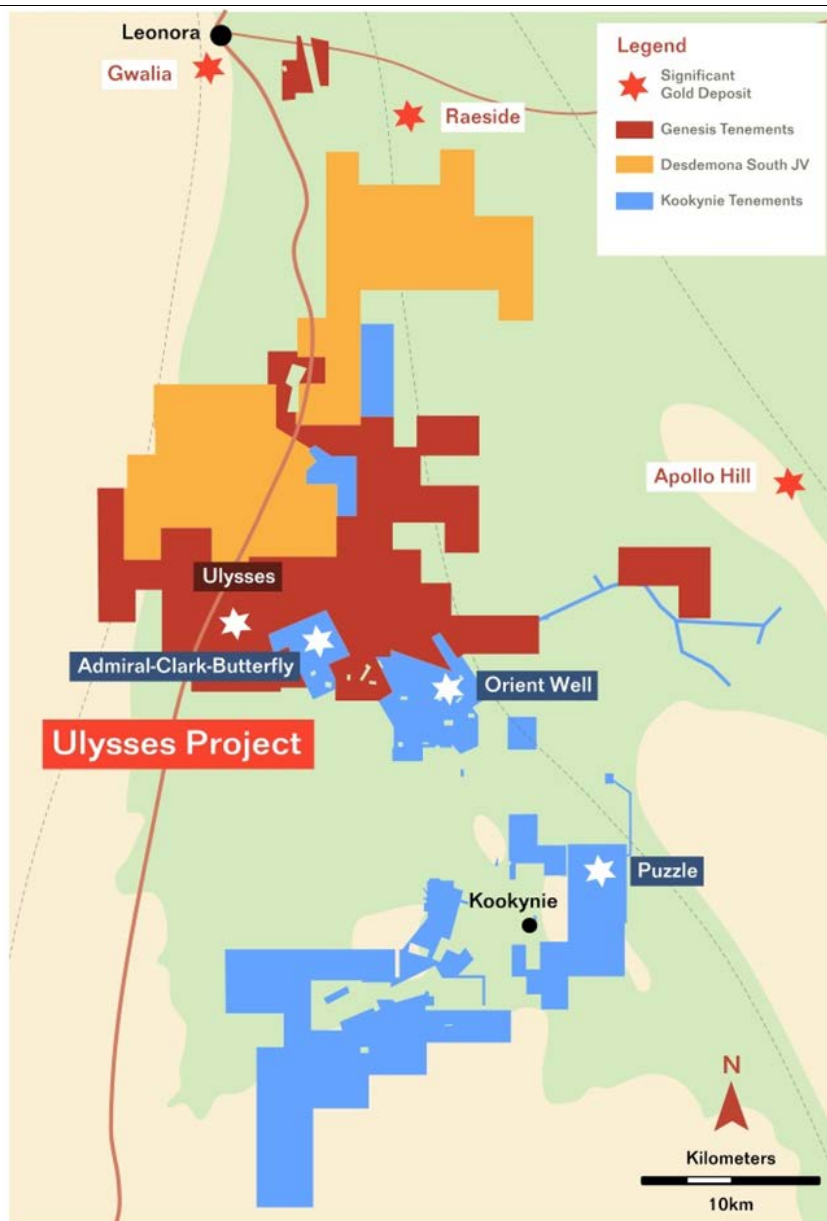 Leonora
Gwalia
Raeside
Legend
Significant
Gold Deposit
Genesis Tenements
Desdemona South JV
Kookynie Tenements
Apollo Hill
Ulysses
Admiral-Clark-Butterfly
Orient Well
Ulysses Project
Puzzle
Kookynie
N
Kilometers
10km